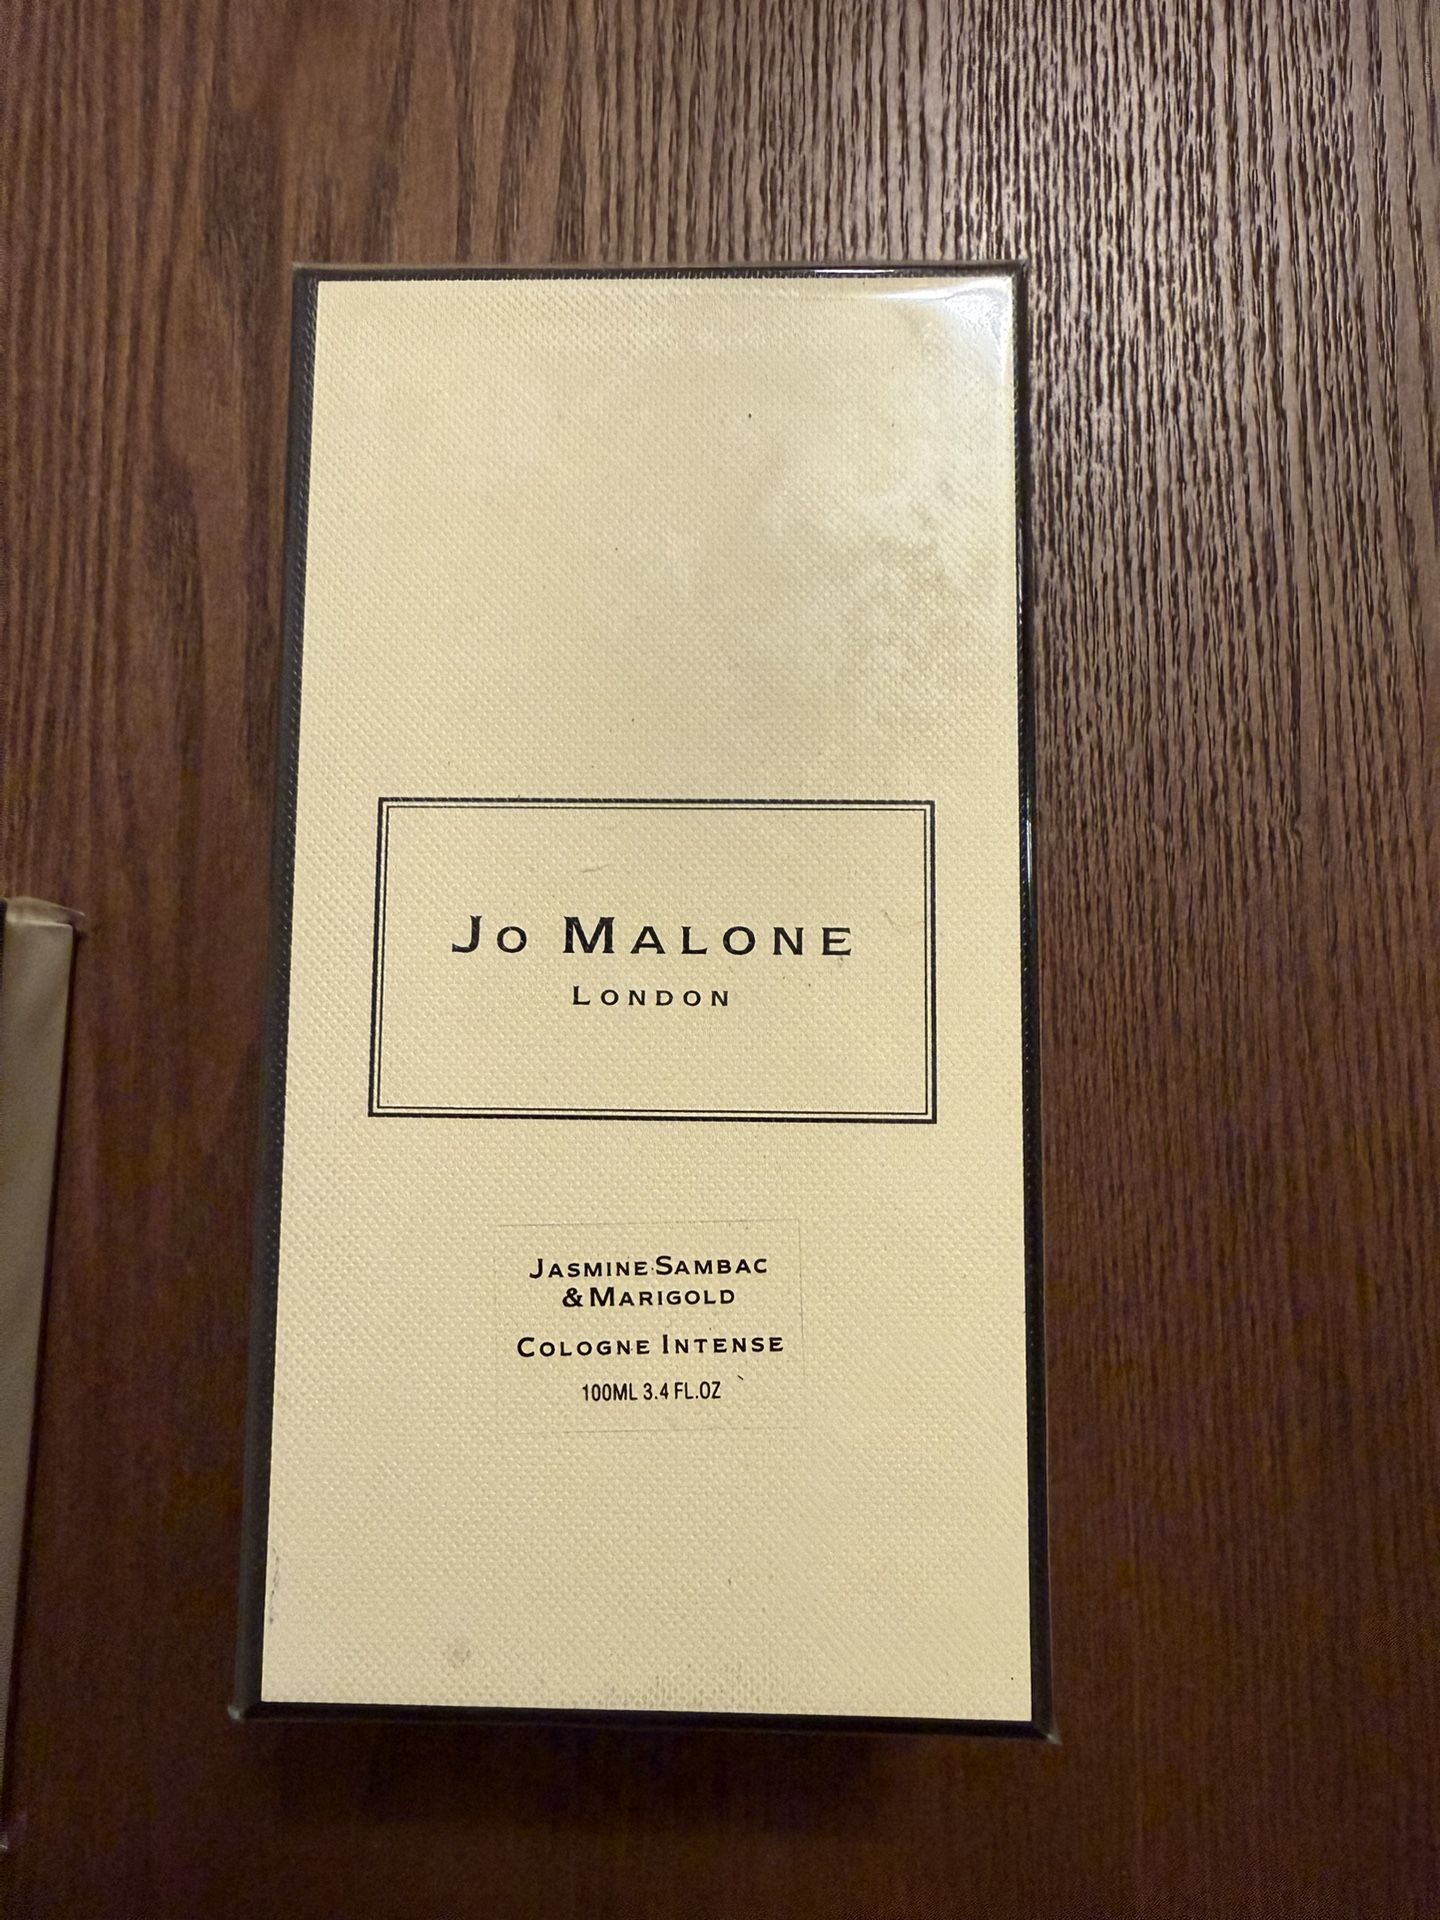 JO MALONE
LONDON
JASMINE SAMBAC
& MARIGOLD
COLOGNE INTENSE
100ML 3.4 FL.OZ